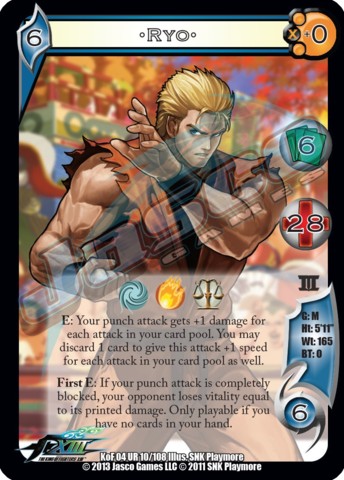 6
·RYO·
+0
6
28
III
G: M
Ht: 5'11"
Wt: 165
BT: 0
E: Your punch attack gets +1 damage for
each attack in your card pool. You may
discard 1 card to give this attack +1 speed
for each attack in your card pool as well.
First E: If your punch attack is completely
blocked, your opponent loses vitality equal
to its printed damage. Only playable if
you have no cards in your hand.
6
XIII
KoF 04 UR 10/108 Illus. SNK Playmore
© 2013 Jasco Games LLC © 2011 SNK Playmore